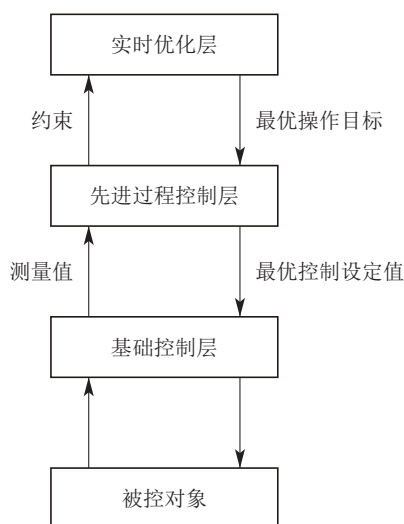 实时优化层
约束
最优操作目标
先进过程控制层
测量值
最优控制设定值
基础控制层
被控对象